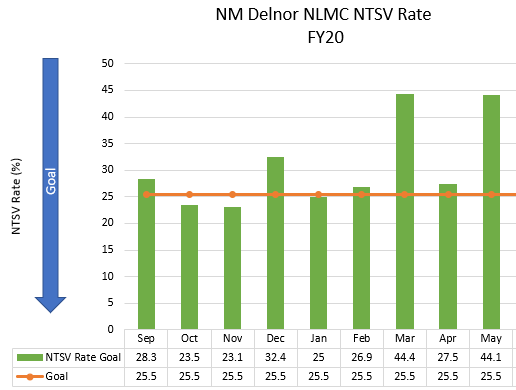 NM Delnor NLMC NTSV Rate
FY20
Goal
NTSV Rate (%)
50
45
40
35
30
25
20
15
10
5
0
Sep Oct Nov Dec Jan Feb Mar Apr May
NTSV Rate Goal 28.3 23.5 23.1 32.4 25 26.9 44.4 27.5 44.1
Goal 25.5 25.5 25.5 25.5 25.5 25.5 25.5 25.5 25.5